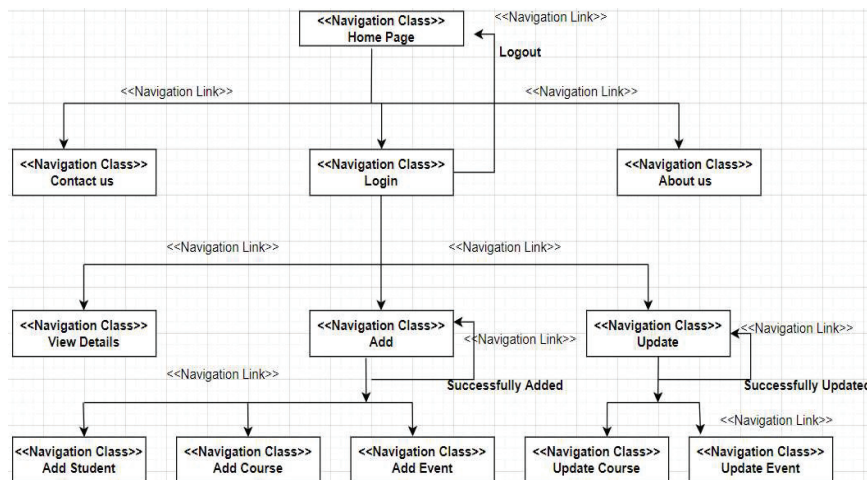 <<Navigation Class>>
Home Page
<<Navigation Link>>
Logout
<<Navigation Link>>
<<Navigation Link>>
<<Navigation Class>>
Contact us
<<Navigation Class>>
Login
<<Navigation Class>>
About us
<<Navigation Link>>
<<Navigation Link>>
<<Navigation Class>>
View Details
<<Navigation Class>>
Add
<<Navigation Link>>
<<Navigation Class>>
Update
<<Navigation Link>>
<<Navigation Link>>
Successfully Added
Successfully Updated
<<Navigation Link>>
<<Navigation Class>>
Add Student
<<Navigation Class>>
Add Course
<<Navigation Class>>
Add Event
<<Navigation Class>>
Update Course
<<Navigation Class>>
Update Event